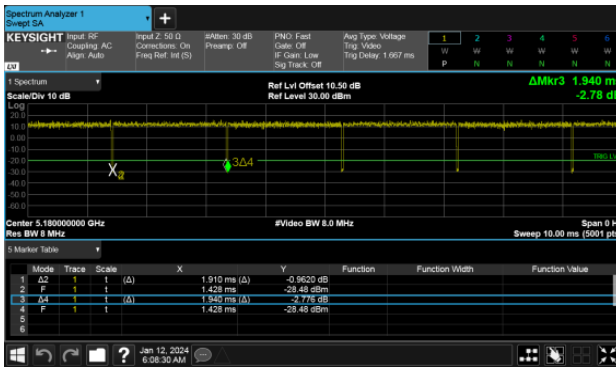 Spectrum Analyzer 1
Swept SA
+
KEYSIGHT
LXI
Input: RF
Coupling: AC
Align: Auto
Input Z: 50 Ω
Corrections: On
Freq Ref: Int (S)
#Atten: 30 dB
Preamp: Off
PNO: Fast
Gate: Off
IF Gain: Low
Sig Track: Off
Avg Type: Voltage
Trig: Video
Trig Delay: 1.667 ms
1 2 3 4 5 6
W W W W W W
P N N N N N
1 Spectrum
Scale/Div 10 dB
Ref Lvl Offset 10.50 dB
Ref Level 30.00 dBm
ΔMkr3 1.940 m
-2.78 d
Log
20.0
10.0
0.00
-10.0
-20.0
-30.0
-40.0
-50.0
-60.0
3Δ4
TRIG LV
Center 5.180000000 GHz
Res BW 8 MHz
#Video BW 8.0 MHz
Span 0 H
Sweep 10.00 ms (5001 pts
5 Marker Table
Mode Trace Scale X Y Function Function Width Function Value
1 Δ2 1 t (Δ) 1.910 ms (Δ) -0.9620 dB
2 F 1 t 1.428 ms -28.48 dBm
3 Δ4 1 t (Δ) 1.940 ms (Δ) -2.776 dB
4 F 1 t 1.428 ms -28.48 dBm
5
6
?
Jan 12, 2024
6:08:30 AM